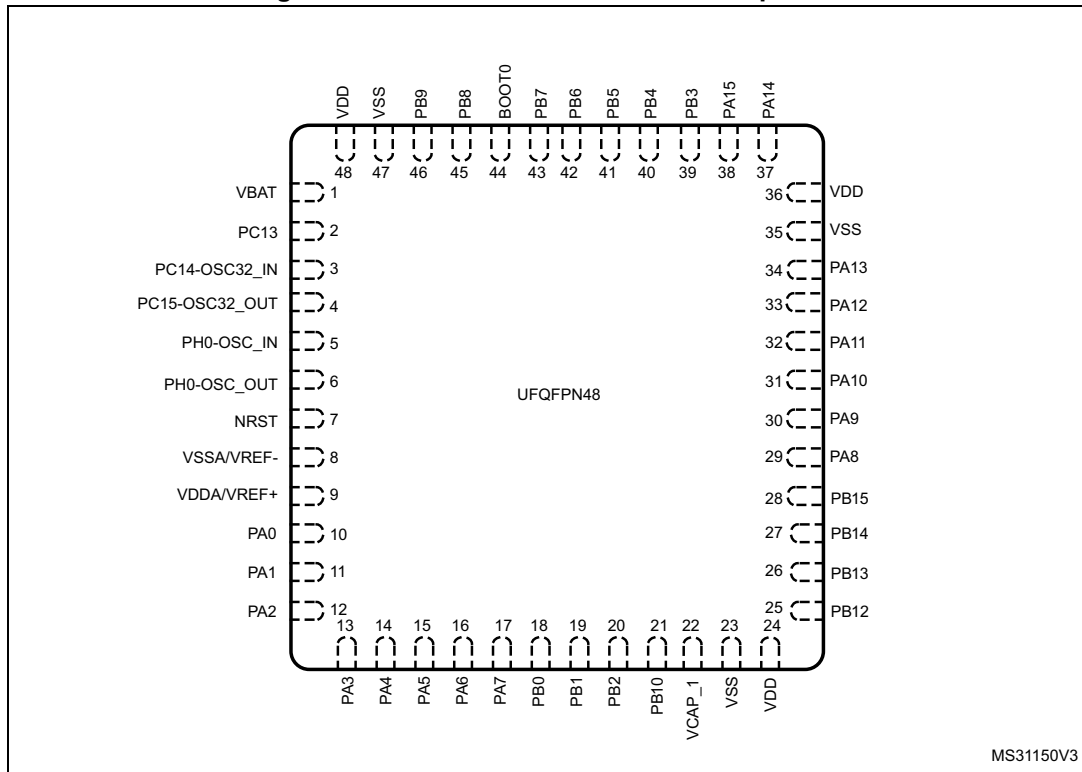 VDD
VSS
PB9
PB8
BOOT0
PB7
PB6
PB5
PB4
PB3
PA15
PA14
48
47
46
45
44
43
42
41
40
39
38
37
VBAT 1
PC13 2
PC14-OSC32_IN 3
PC15-OSC32_OUT 4
PH0-OSC_IN 5
PH0-OSC_OUT 6
NRST 7
VSSA/VREF- 8
VDDA/VREF+ 9
PA0 10
PA1 11
PA2 12
UFQFPN48
36 VDD
35 VSS
34 PA13
33 PA12
32 PA11
31 PA10
30 PA9
29 PA8
28 PB15
27 PB14
26 PB13
25 PB12
13
14
15
16
17
18
19
20
21
22
23
24
PA3
PA4
PA5
PA6
PA7
PB0
PB1
PB2
PB10
VCAP_1
VSS
VDD
MS31150V3